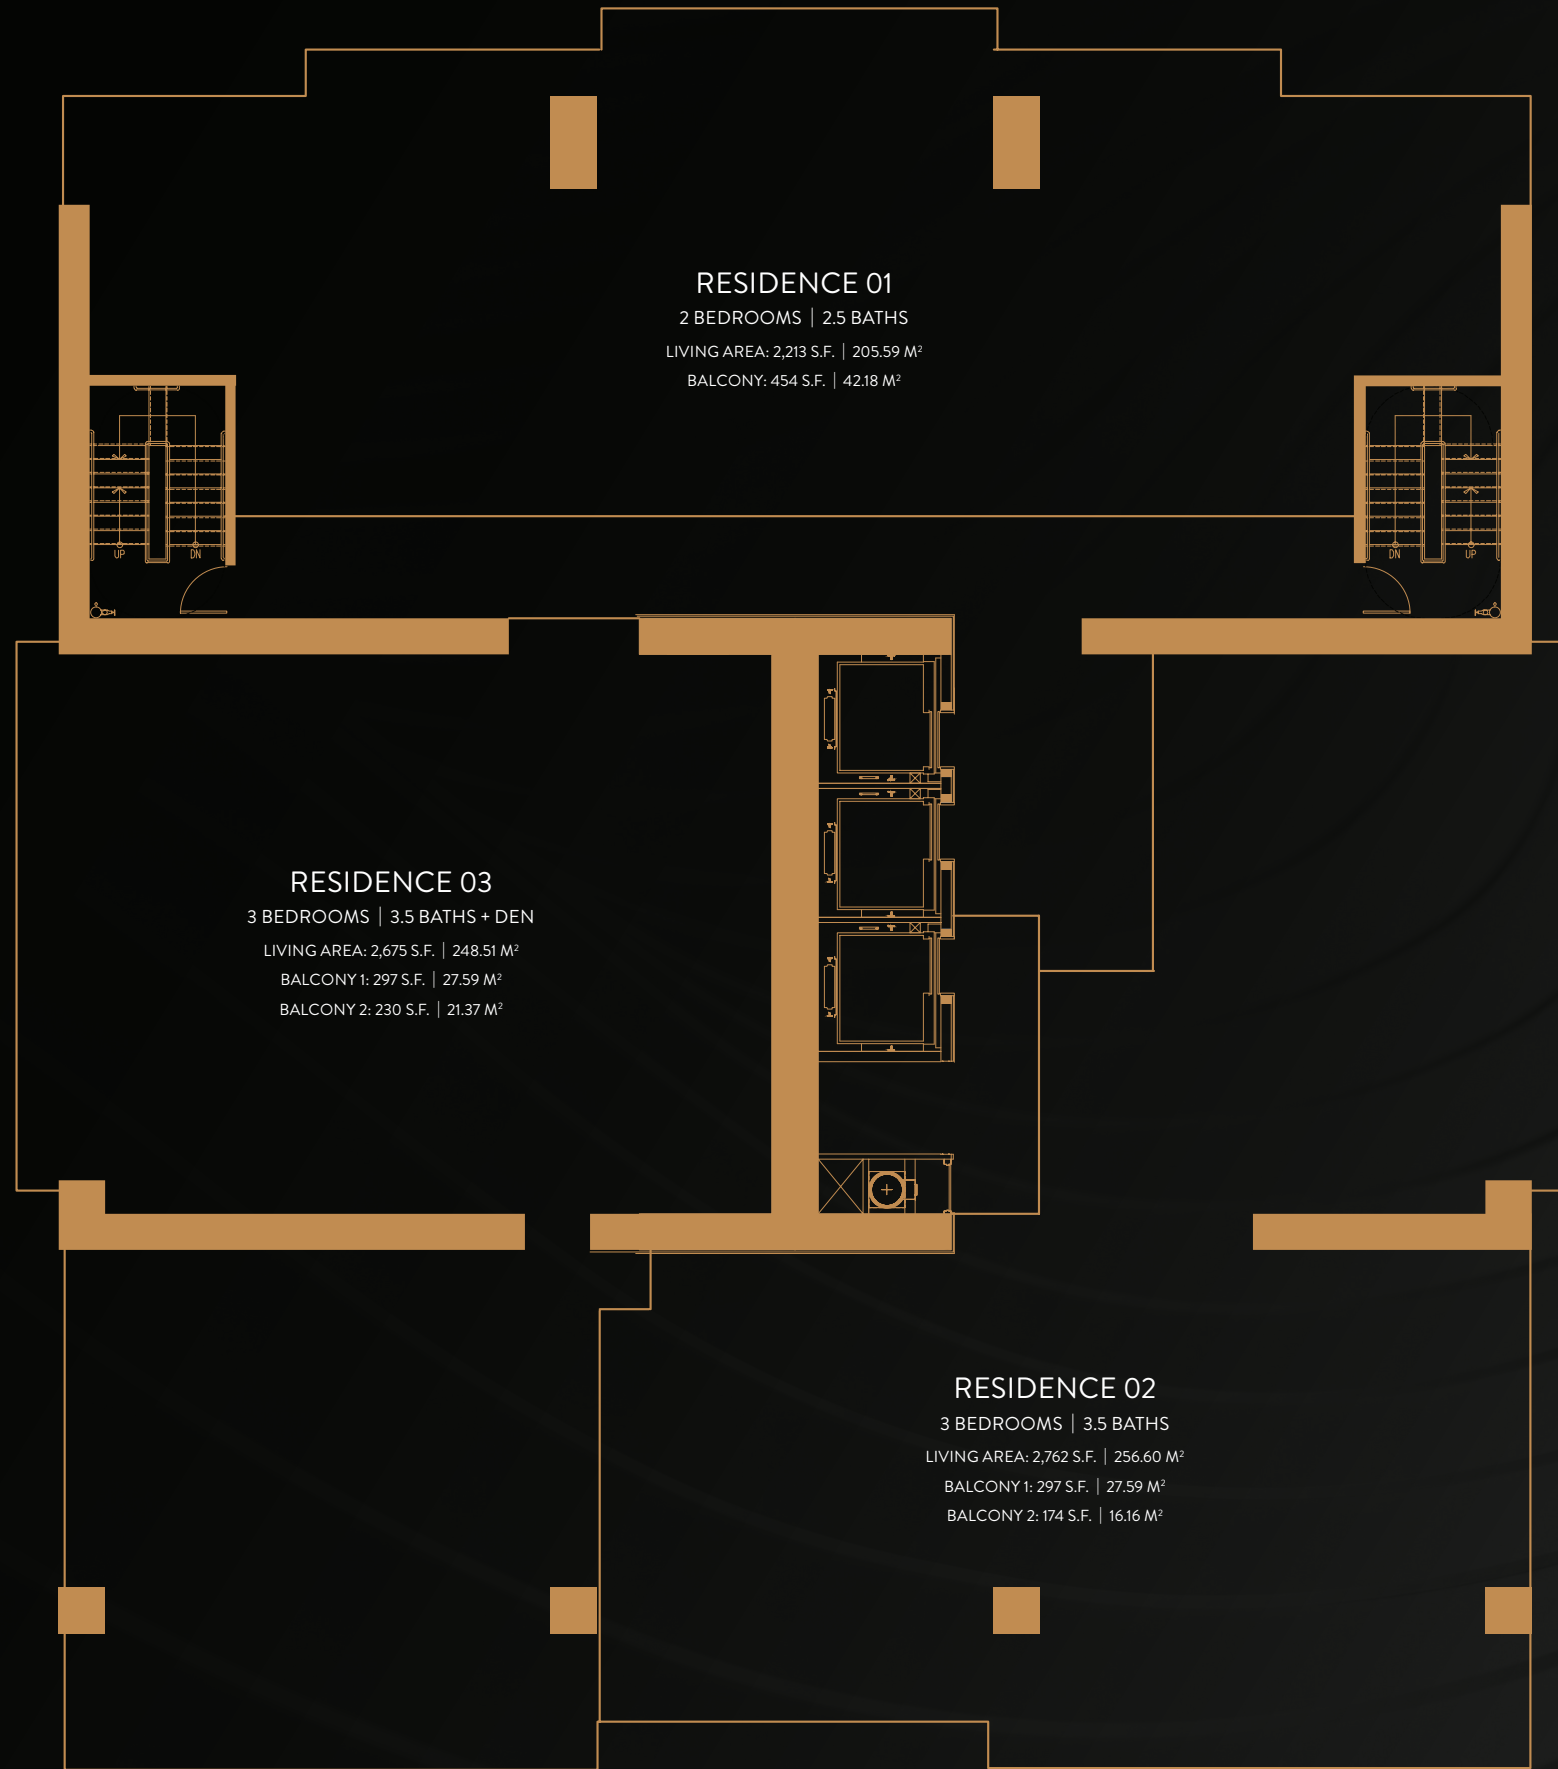 RESIDENCE 01
2 BEDROOMS | 2.5 BATHS
LIVING AREA: 2,213 S.F. | 205.59 M²
BALCONY: 454 S.F. | 42.18 M²
UP DN
DN UP
RESIDENCE 03
3 BEDROOMS | 3.5 BATHS + DEN
LIVING AREA: 2,675 S.F. | 248.51 M²
BALCONY 1: 297 S.F. | 27.59 M²
BALCONY 2: 230 S.F. | 21.37 M²
RESIDENCE 02
3 BEDROOMS | 3.5 BATHS
LIVING AREA: 2,762 S.F. | 256.60 M²
BALCONY 1: 297 S.F. | 27.59 M²
BALCONY 2: 174 S.F. | 16.16 M²